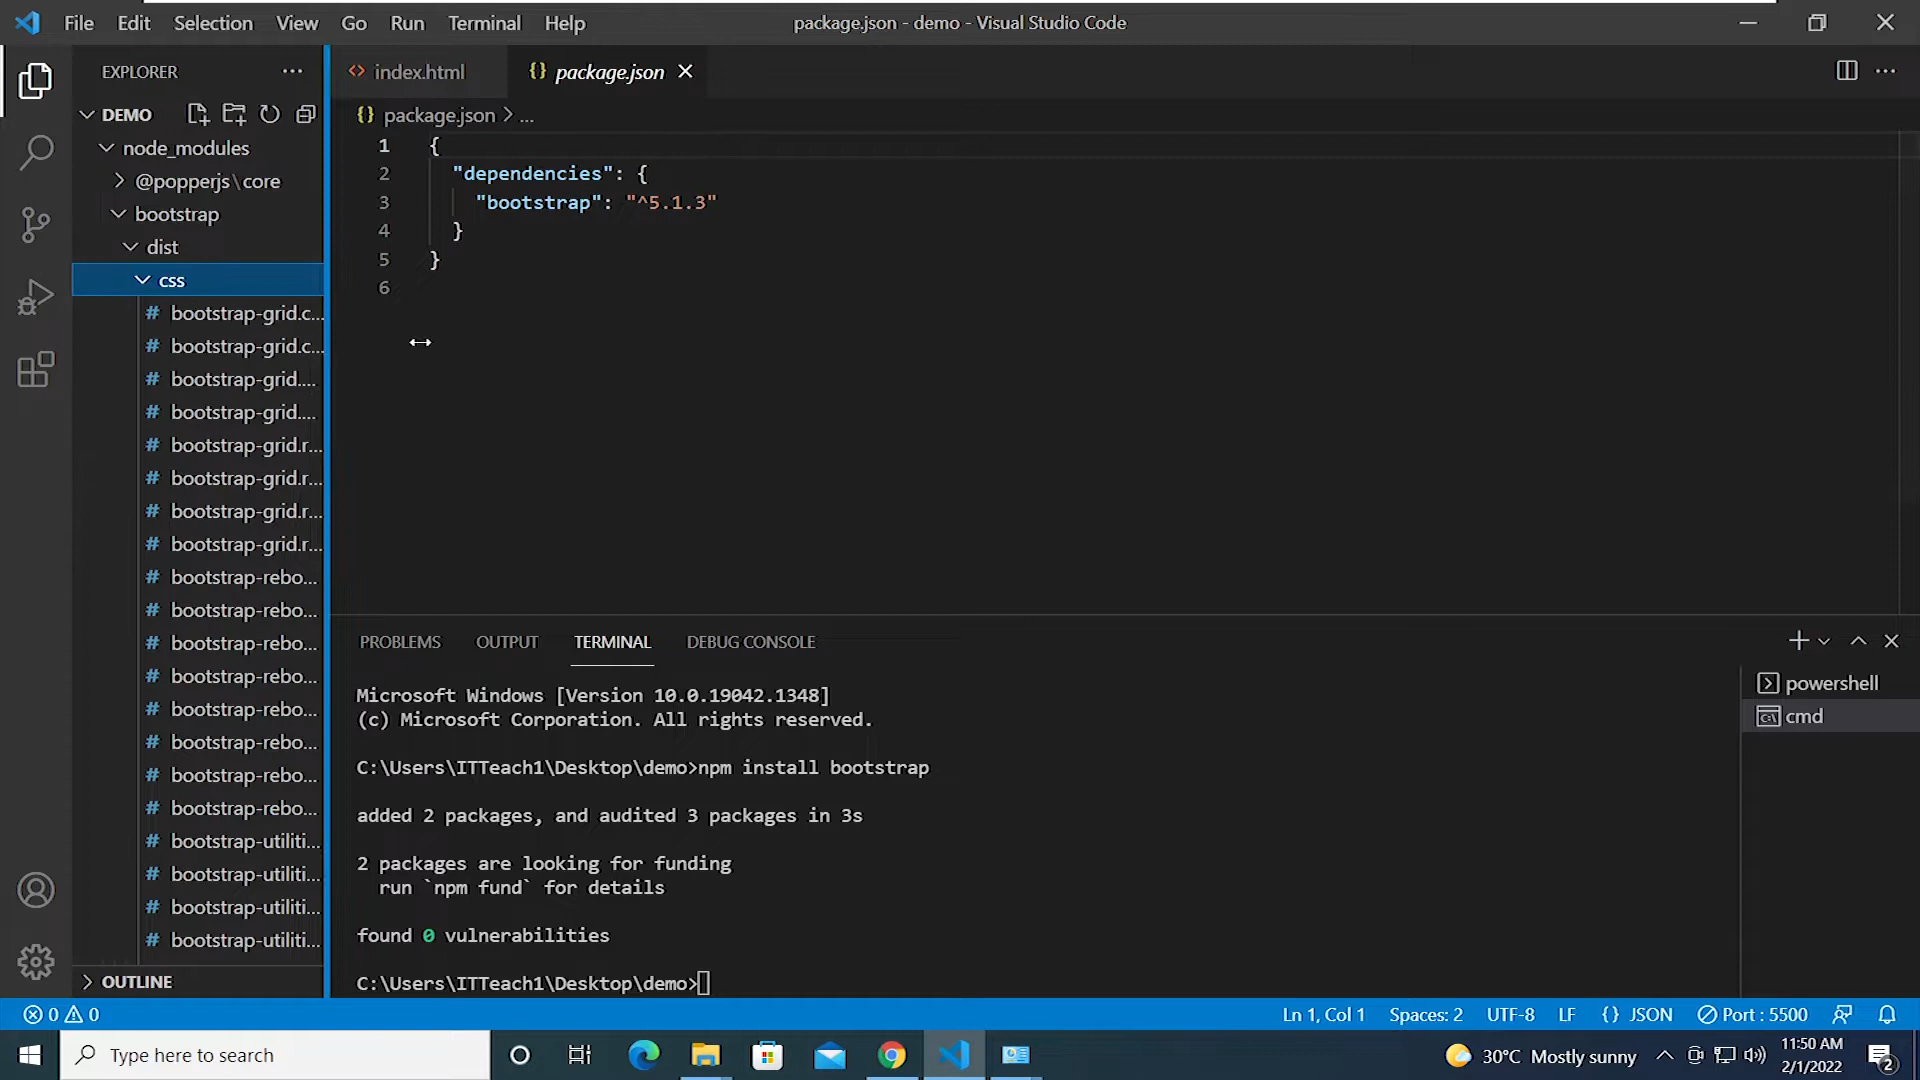 File Edit Selection View Go Run Terminal Help
package.json - demo - Visual Studio Code
EXPLORER
DEMO
node_modules
@popperjs\core
bootstrap
dist
css
bootstrap-grid.c...
bootstrap-grid.c...
bootstrap-grid....
bootstrap-grid....
bootstrap-grid.r...
bootstrap-grid.r...
bootstrap-grid.r...
bootstrap-grid.r...
bootstrap-rebo...
bootstrap-rebo...
bootstrap-rebo...
bootstrap-rebo...
bootstrap-rebo...
bootstrap-rebo...
bootstrap-rebo...
bootstrap-rebo...
bootstrap-utiliti...
bootstrap-utiliti...
bootstrap-utiliti...
bootstrap-utiliti...
OUTLINE
index.html
{} package.json
{} package.json > ...
1 {
2 "dependencies": {
3 "bootstrap": "^5.1.3"
4 }
5 }
6
PROBLEMS OUTPUT TERMINAL DEBUG CONSOLE
Microsoft Windows [Version 10.0.19042.1348]
(c) Microsoft Corporation. All rights reserved.
C:\Users\ITTeach1\Desktop\demo>npm install bootstrap
added 2 packages, and audited 3 packages in 3s
2 packages are looking for funding
run `npm fund` for details
found 0 vulnerabilities
C:\Users\ITTeach1\Desktop\demo>
powershell
cmd
0 0
Ln 1, Col 1 Spaces: 2 UTF-8 LF {} JSON Port : 5500
Type here to search
30°C Mostly sunny
11:50 AM
2/1/2022
2